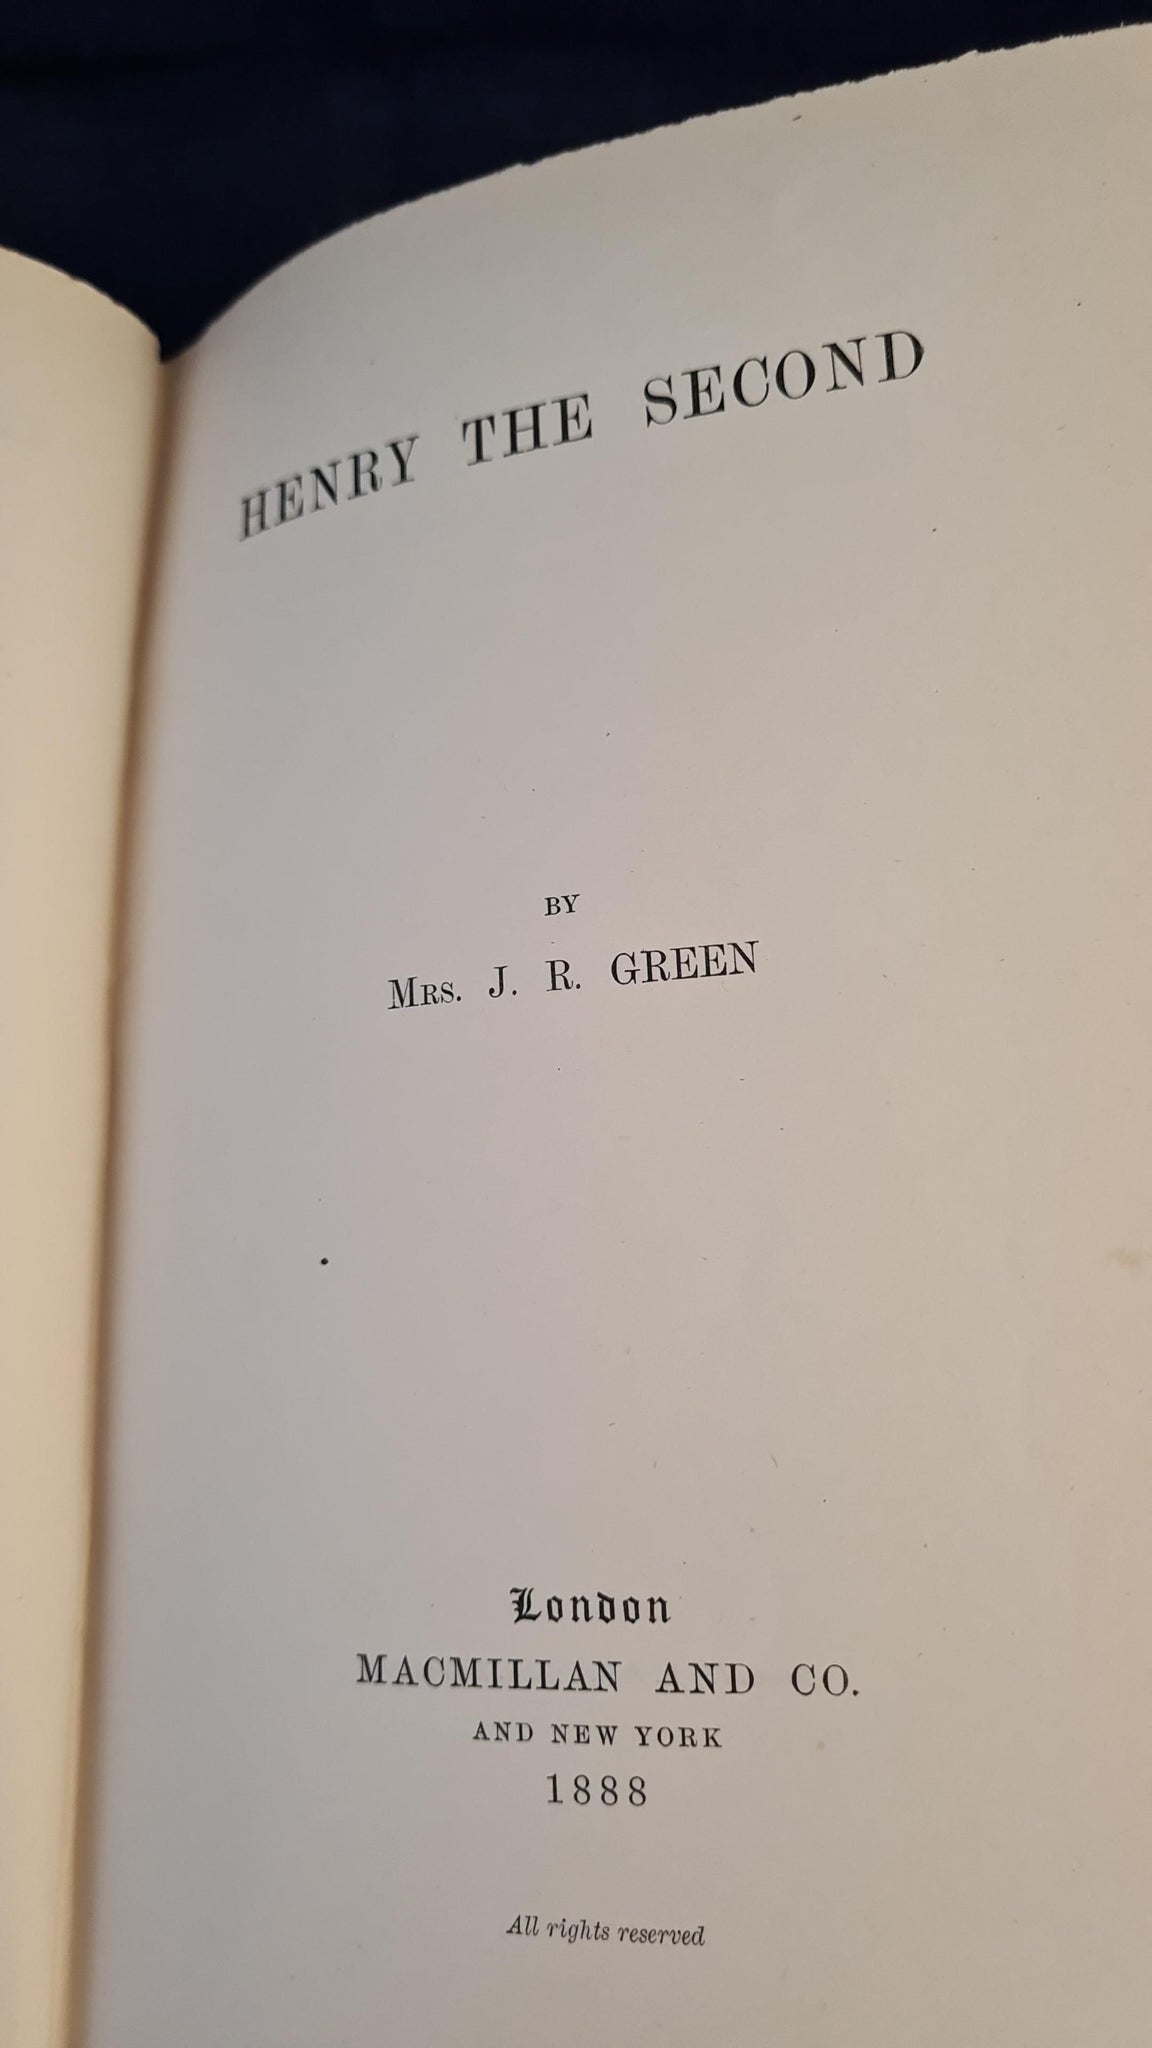 HENRY THE SECOND
BY
MRS. J. R. GREEN
London
MACMILLAN AND CO.
AND NEW YORK
1888
All rights reserved